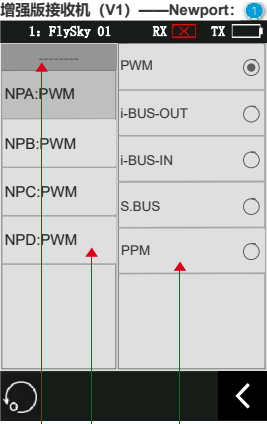 增强版接收机（V1）——Newport： 1
1: FlySky 01 RX TX
--------
NPA:PWM
NPB:PWM
NPC:PWM
NPD:PWM
PWM
i-BUS-OUT
i-BUS-IN
S.BUS
PPM